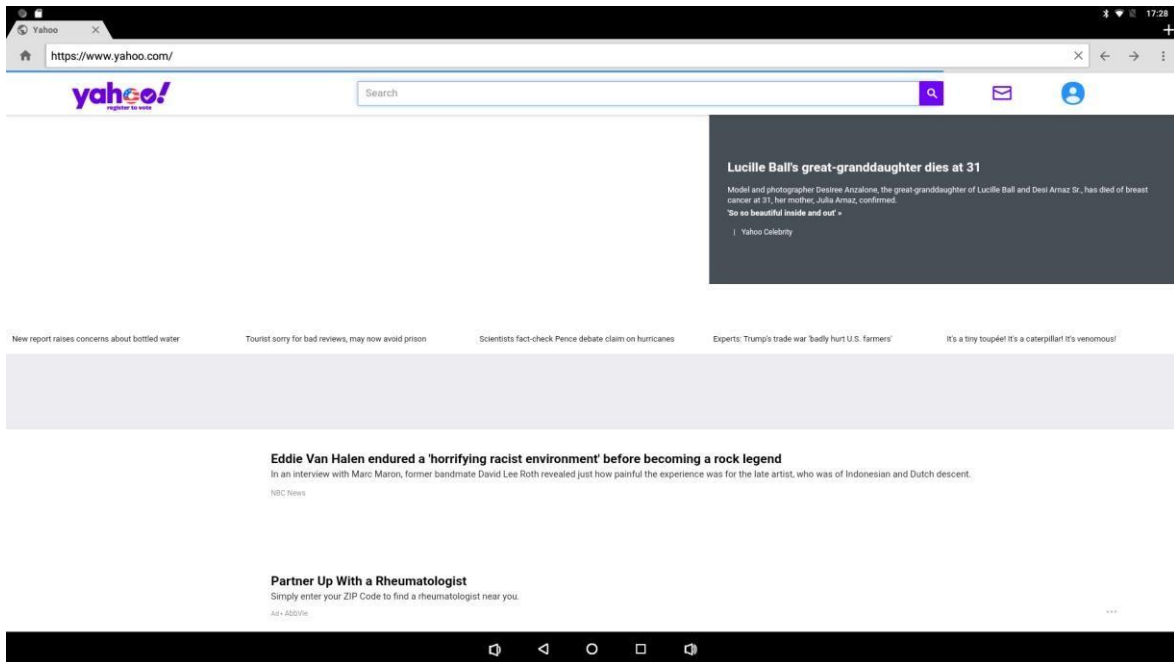 17:28
Yahoo
https://www.yahoo.com/
yahoo!
register to vote
Search
Lucille Ball's great-granddaughter dies at 31
Model and photographer Desiree Anzalone, the great-granddaughter of Lucille Ball and Desi Arnaz Sr., has died of breast
cancer at 31, her mother, Julia Arnaz, confirmed.
'So so beautiful inside and out' »
| Yahoo Celebrity
New report raises concerns about bottled water
Tourist sorry for bad reviews, may now avoid prison
Scientists fact-check Pence debate claim on hurricanes
Experts: Trump's trade war 'badly hurt U.S. farmers'
It's a tiny toupée! It's a caterpillar! It's venomous!
Eddie Van Halen endured a 'horrifying racist environment' before becoming a rock legend
In an interview with Marc Maron, former bandmate David Lee Roth revealed just how painful the experience was for the late artist, who was of Indonesian and Dutch descent.
NBC News
Partner Up With a Rheumatologist
Simply enter your ZIP Code to find a rheumatologist near you.
Ad • AbbVie